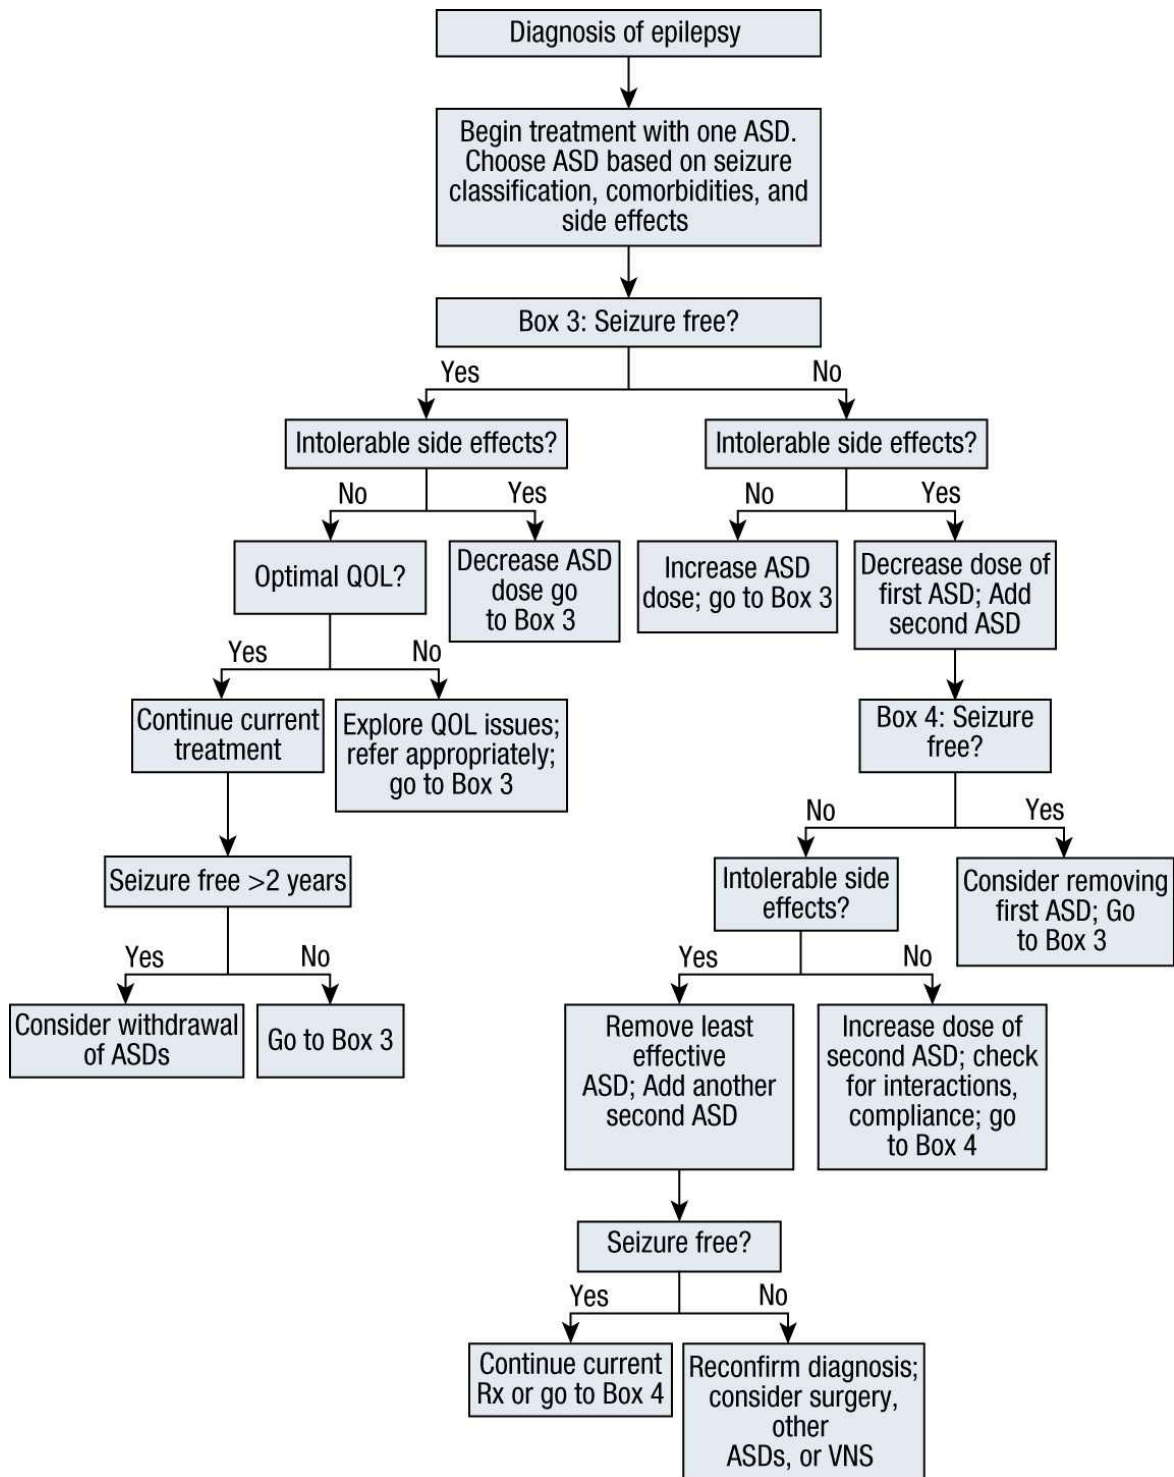 Diagnosis of epilepsy
Begin treatment with one ASD.
Choose ASD based on seizure
classification, comorbidities, and
side effects
Box 3: Seizure free?
Yes
No
Intolerable side effects?
Intolerable side effects?
No
Yes
No
Yes
Optimal QOL?
Decrease ASD
dose go
to Box 3
Increase ASD
dose; go to Box 3
Decrease dose of
first ASD; Add
second ASD
Yes
No
Continue current
treatment
Explore QOL issues;
refer appropriately;
go to Box 3
Box 4: Seizure
free?
No
Yes
Seizure free >2 years
Intolerable side
effects?
Consider removing
first ASD; Go
to Box 3
Yes
No
Yes
No
Consider withdrawal
of ASDs
Go to Box 3
Remove least
effective
ASD; Add another
second ASD
Increase dose of
second ASD; check
for interactions,
compliance; go
to Box 4
Seizure free?
Yes
No
Continue current
Rx or go to Box 4
Reconfirm diagnosis;
consider surgery,
other
ASDs, or VNS